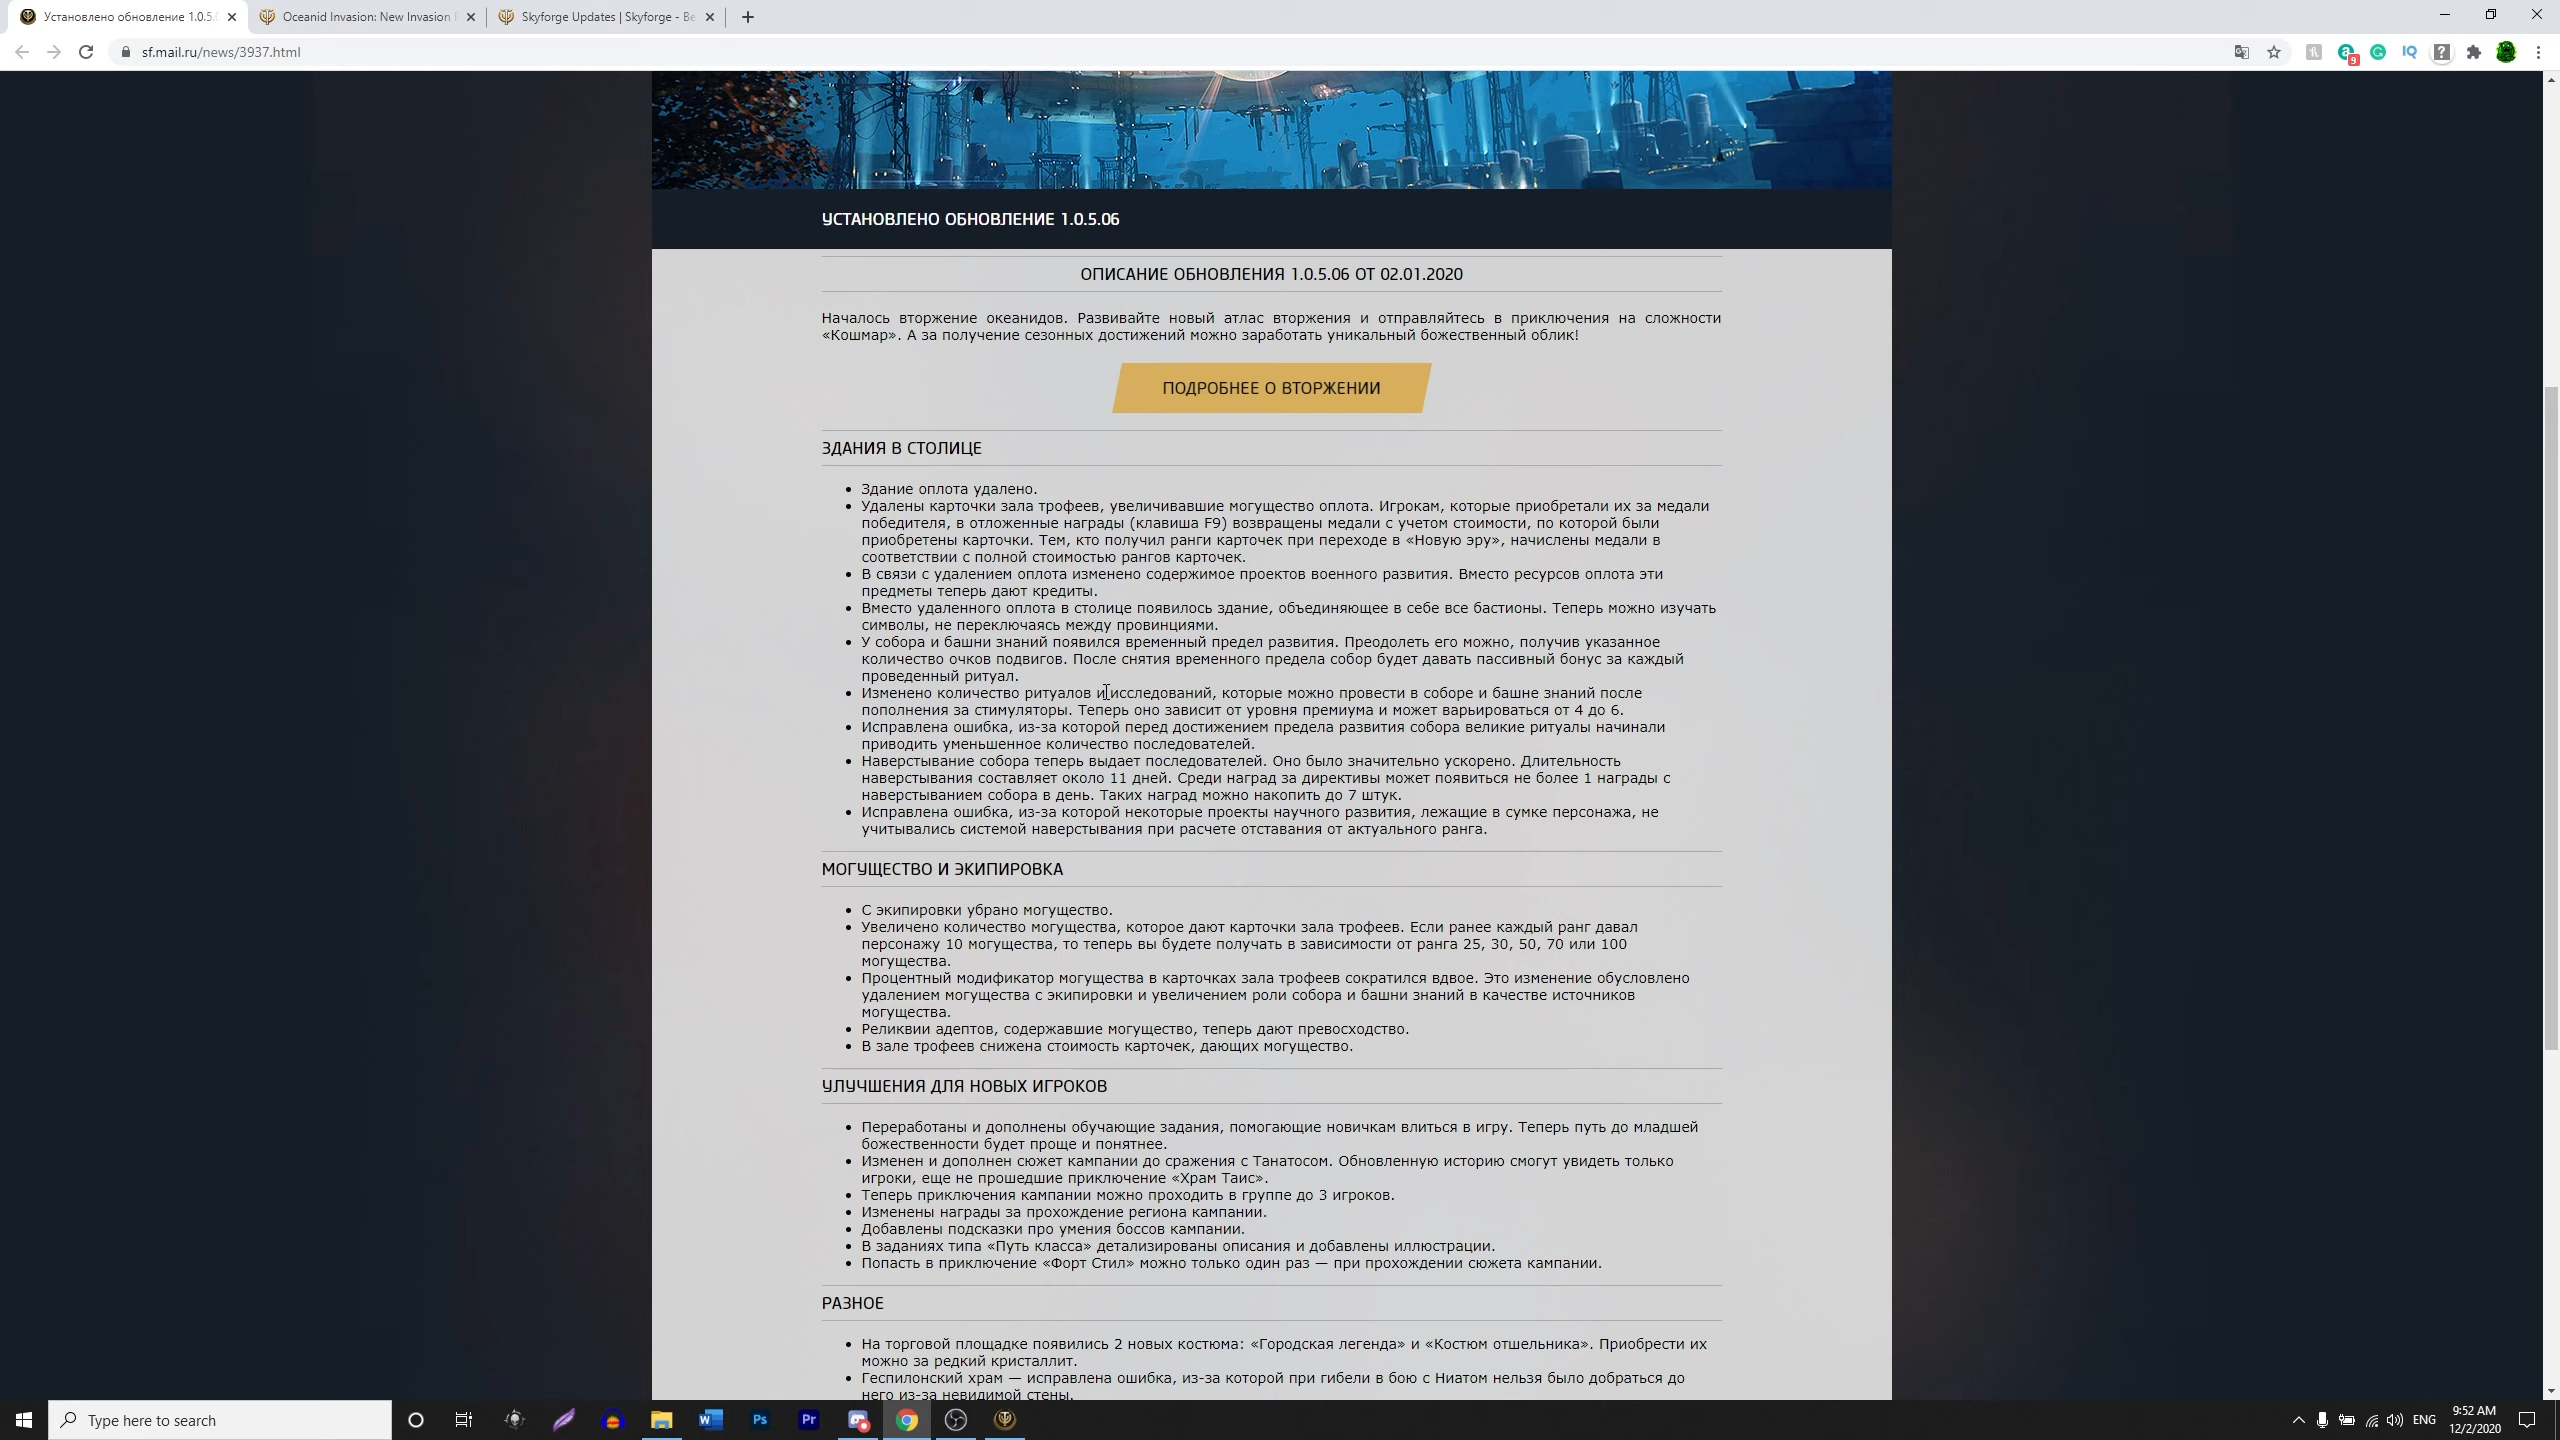 Установлено обновление 1.0.5.0
Oceanid Invasion: New Invasion
Skyforge Updates | Skyforge - Be
sf.mail.ru/news/3937.html
УСТАНОВЛЕНО ОБНОВЛЕНИЕ 1.0.5.06
ОПИСАНИЕ ОБНОВЛЕНИЯ 1.0.5.06 ОТ 02.01.2020
Началось вторжение океанидов. Развивайте новый атлас вторжения и отправляйтесь в приключения на сложности
«Кошмар». А за получение сезонных достижений можно заработать уникальный божественный облик!
ПОДРОБНЕЕ О ВТОРЖЕНИИ
ЗДАНИЯ В СТОЛИЦЕ
• Здание оплота удалено.
• Удалены карточки зала трофеев, увеличивавшие могущество оплота. Игрокам, которые приобретали их за медали
победителя, в отложенные награды (клавиша F9) возвращены медали с учетом стоимости, по которой были
приобретены карточки. Тем, кто получил ранги карточек при переходе в «Новую эру», начислены медали в
соответствии с полной стоимостью рангов карточек.
• В связи с удалением оплота изменено содержимое проектов военного развития. Вместо ресурсов оплота эти
предметы теперь дают кредиты.
• Вместо удаленного оплота в столице появилось здание, объединяющее в себе все бастионы. Теперь можно изучать
символы, не переключаясь между провинциями.
• У собора и башни знаний появился временный предел развития. Преодолеть его можно, получив указанное
количество очков подвигов. После снятия временного предела собор будет давать пассивный бонус за каждый
проведенный ритуал.
• Изменено количество ритуалов и исследований, которые можно провести в соборе и башне знаний после
пополнения за стимуляторы. Теперь оно зависит от уровня премиума и может варьироваться от 4 до 6.
• Исправлена ошибка, из-за которой перед достижением предела развития собора великие ритуалы начинали
приводить уменьшенное количество последователей.
• Наверстывание собора теперь выдает последователей. Оно было значительно ускорено. Длительность
наверстывания составляет около 11 дней. Среди наград за директивы может появиться не более 1 награды с
наверстыванием собора в день. Таких наград можно накопить до 7 штук.
• Исправлена ошибка, из-за которой некоторые проекты научного развития, лежащие в сумке персонажа, не
учитывались системой наверстывания при расчете отставания от актуального ранга.
МОГУЩЕСТВО И ЭКИПИРОВКА
• С экипировки убрано могущество.
• Увеличено количество могущества, которое дают карточки зала трофеев. Если ранее каждый ранг давал
персонажу 10 могущества, то теперь вы будете получать в зависимости от ранга 25, 30, 50, 70 или 100
могущества.
• Процентный модификатор могущества в карточках зала трофеев сократился вдвое. Это изменение обусловлено
удалением могущества с экипировки и увеличением роли собора и башни знаний в качестве источников
могущества.
• Реликвии адептов, содержавшие могущество, теперь дают превосходство.
• В зале трофеев снижена стоимость карточек, дающих могущество.
УЛУЧШЕНИЯ ДЛЯ НОВЫХ ИГРОКОВ
• Переработаны и дополнены обучающие задания, помогающие новичкам влиться в игру. Теперь путь до младшей
божественности будет проще и понятнее.
• Изменен и дополнен сюжет кампании до сражения с Танатосом. Обновленную историю смогут увидеть только
игроки, еще не прошедшие приключение «Храм Таис».
• Теперь приключения кампании можно проходить в группе до 3 игроков.
• Изменены награды за прохождение региона кампании.
• Добавлены подсказки про умения боссов кампании.
• В заданиях типа «Путь класса» детализированы описания и добавлены иллюстрации.
• Попасть в приключение «Форт Стил» можно только один раз — при прохождении сюжета кампании.
РАЗНОЕ
• На торговой площадке появились 2 новых костюма: «Городская легенда» и «Костюм отшельника». Приобрести их
можно за редкий кристаллит.
• Геспилонский храм — исправлена ошибка, из-за которой при гибели в бою с Ниатом нельзя было добраться до
него из-за невидимой стены.
Type here to search
ENG
9:52 AM
12/2/2020